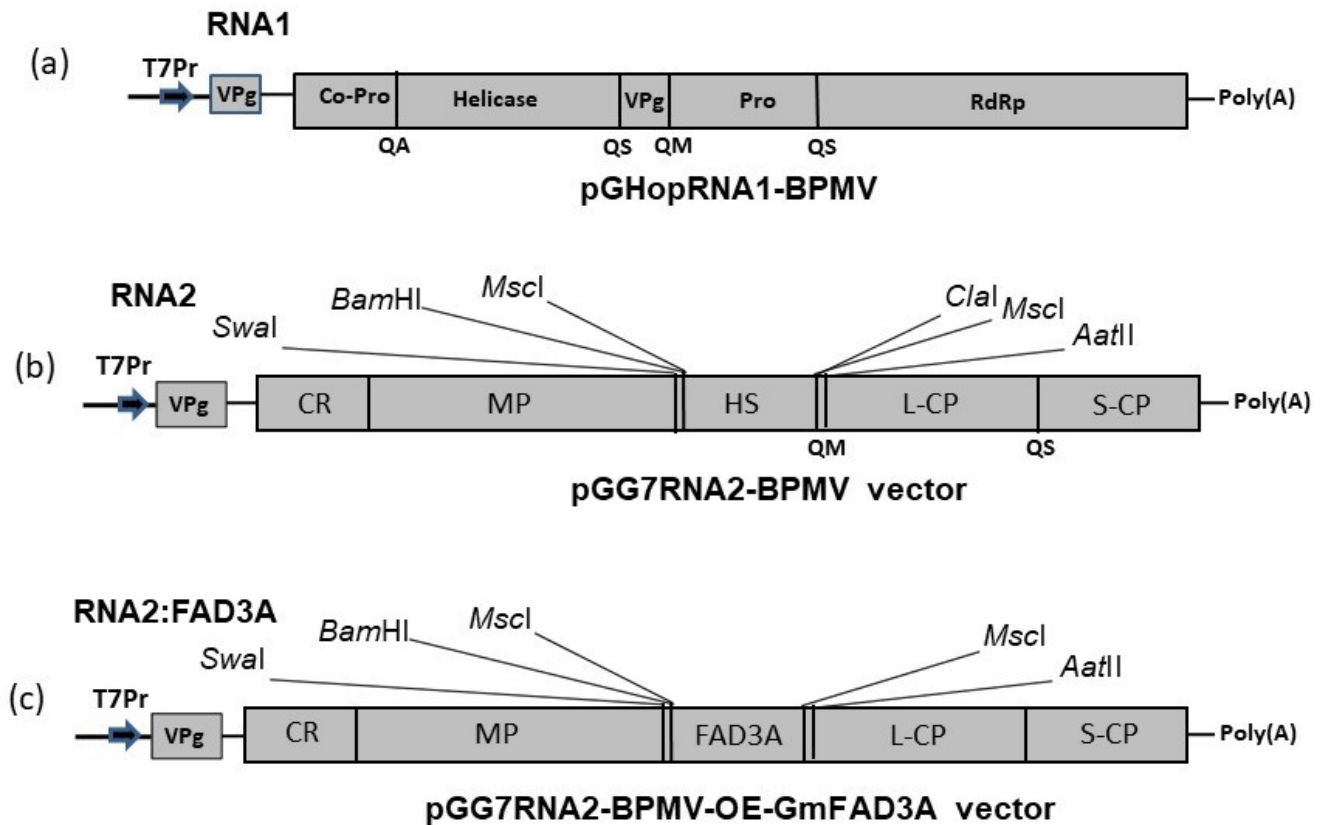 RNA1
(a)
T7Pr
VPg
Co-Pro
Helicase
VPg
Pro
RdRp
Poly(A)
QA
QS
QM
QS
pGHopRNA1-BPMV
RNA2
SwaI
BamHI
MscI
ClaI
MscI
AatII
(b)
T7Pr
VPg
CR
MP
HS
L-CP
S-CP
Poly(A)
QM
QS
pGG7RNA2-BPMV vector
RNA2:FAD3A
SwaI
BamHI
MscI
MscI
AatII
(c)
T7Pr
VPg
CR
MP
FAD3A
L-CP
S-CP
Poly(A)
pGG7RNA2-BPMV-OE-GmFAD3A vector